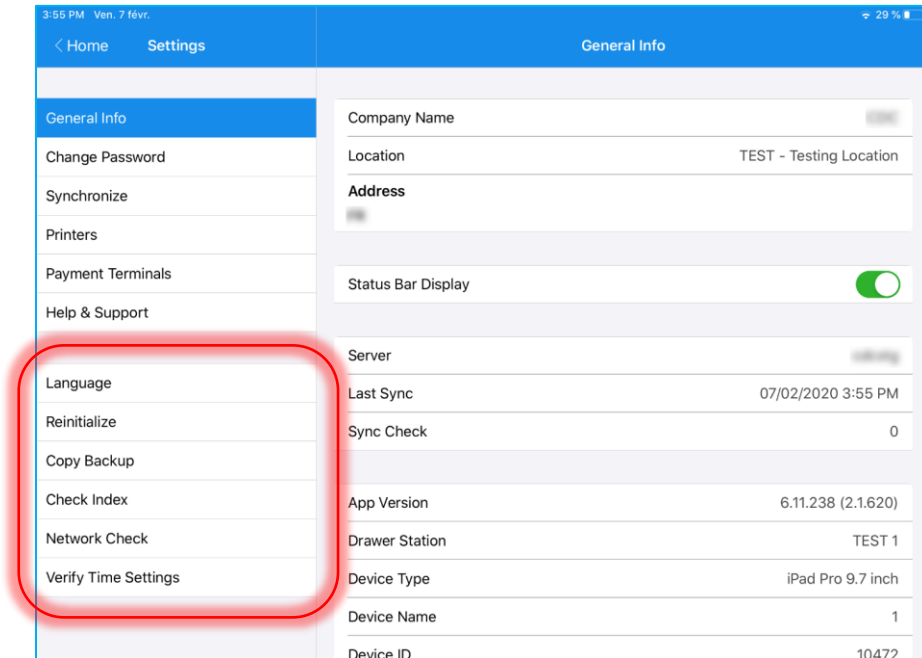 3:55 PM Ven. 7 févr.
29 %
Home
Settings
General Info
General Info
Change Password
Synchronize
Printers
Payment Terminals
Help & Support
Language
Reinitialize
Copy Backup
Check Index
Network Check
Verify Time Settings
Company Name
Location TEST - Testing Location
Address
Status Bar Display
Server
Last Sync 07/02/2020 3:55 PM
Sync Check 0
App Version 6.11.238 (2.1.620)
Drawer Station TEST 1
Device Type iPad Pro 9.7 inch
Device Name 1
Device ID 10472